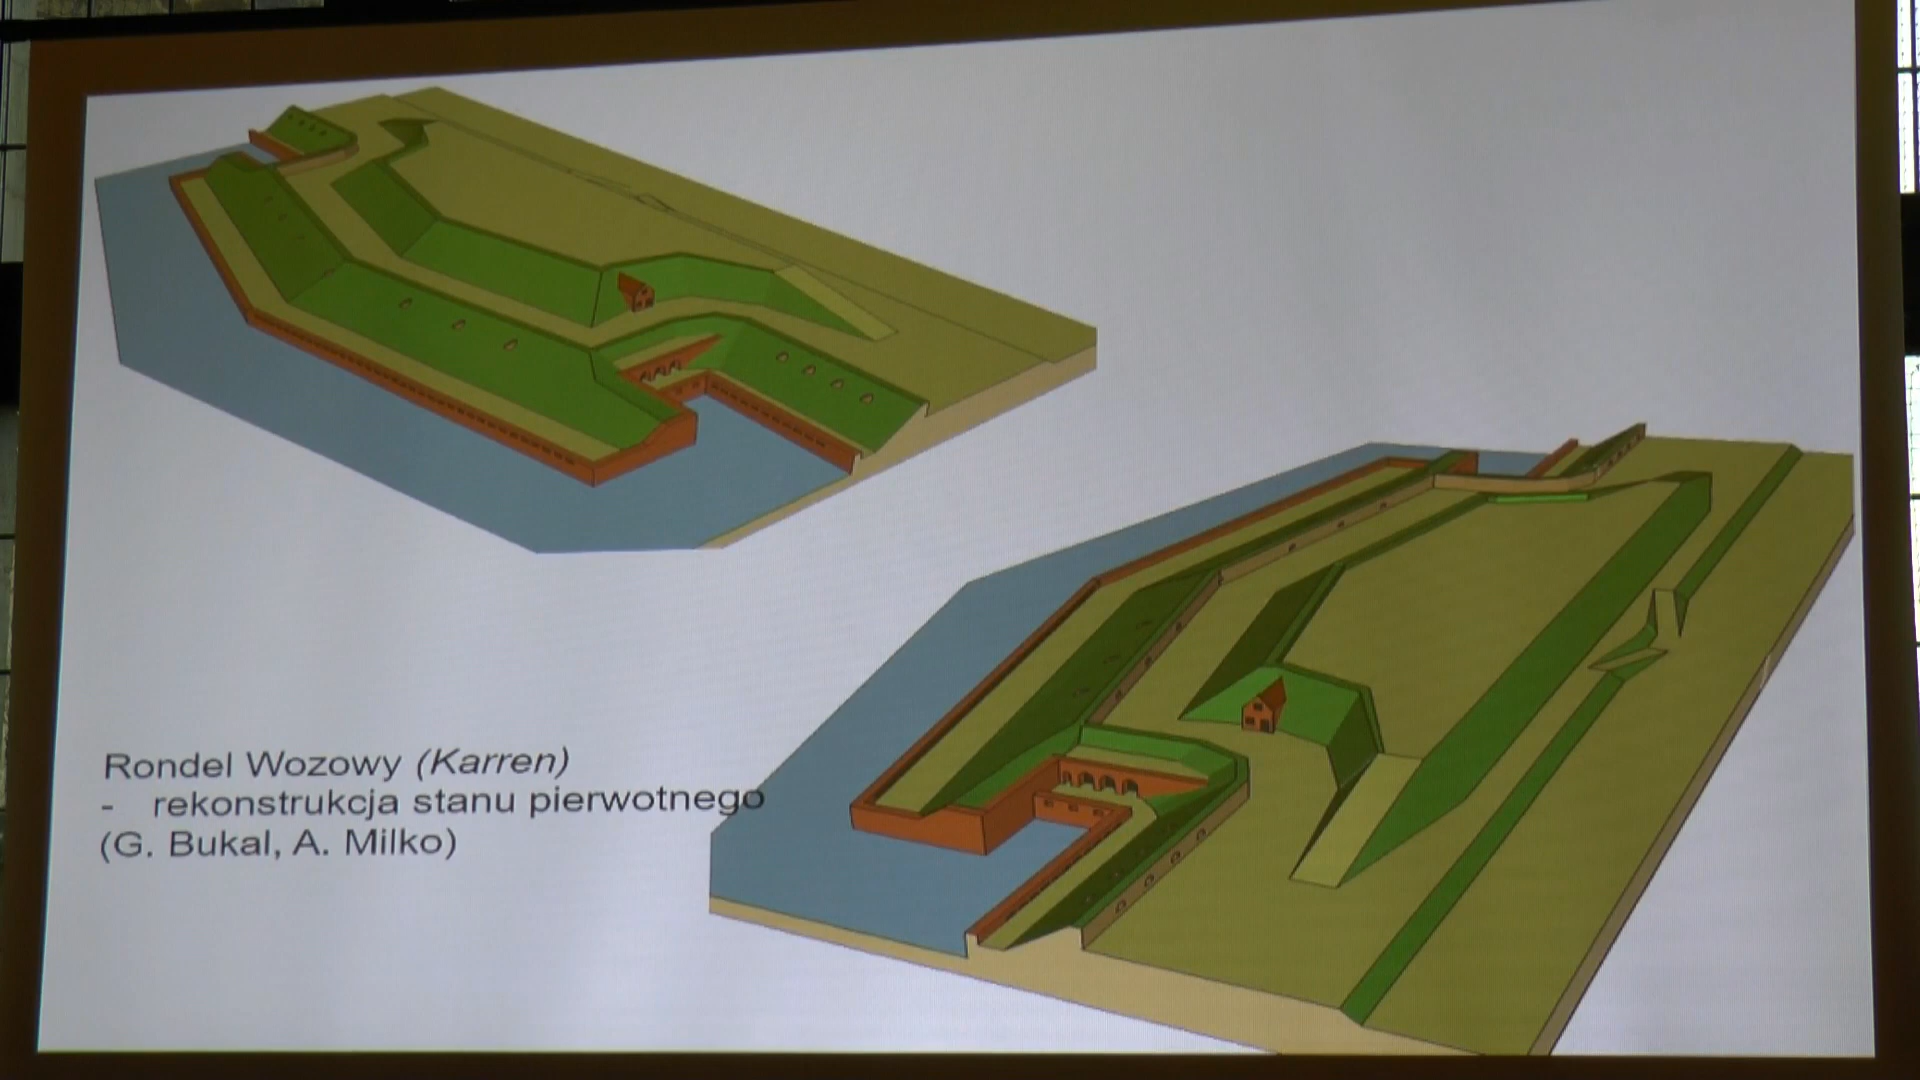 Rondel Wozowy (Karren)
- rekonstrukcja stanu pierwotnego
(G. Bukal, A. Milko)